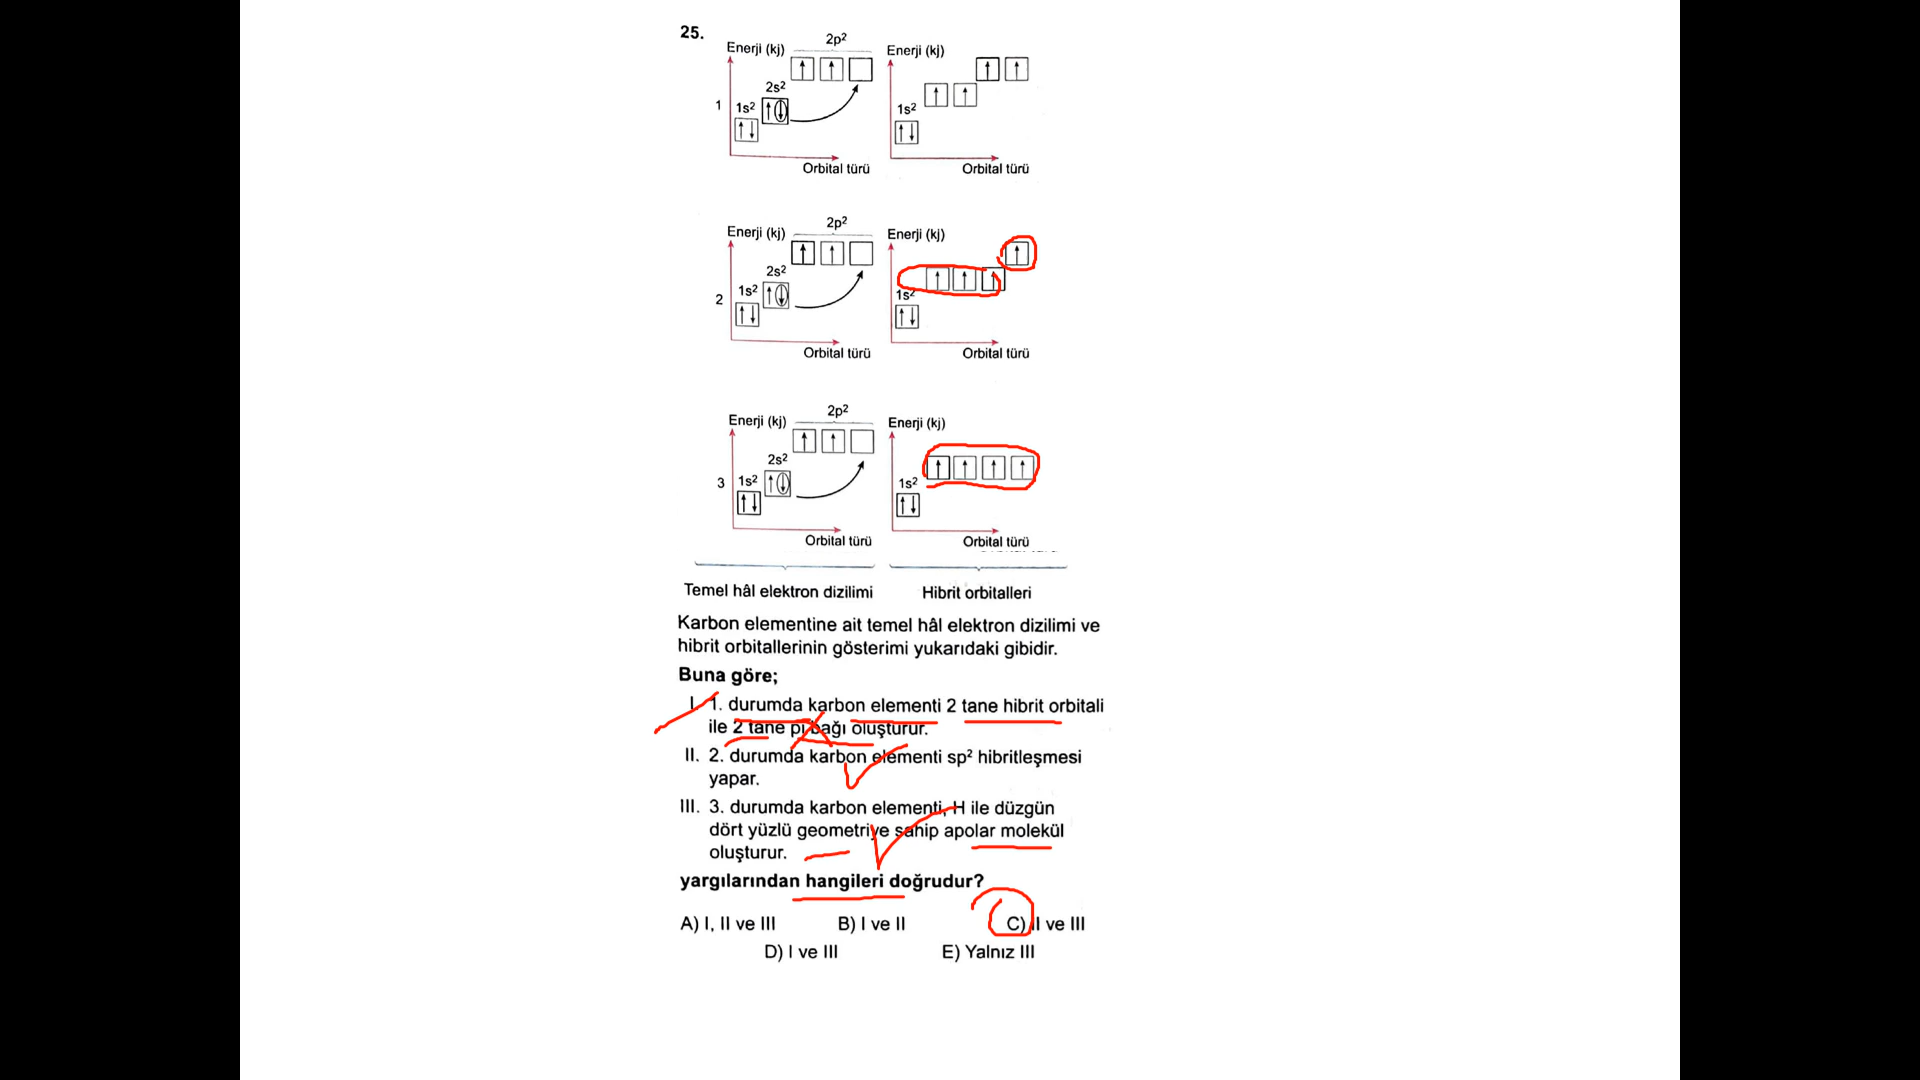 25.
Enerji (kj)
2p²
2s²
1s²
1
Orbital türü
Enerji (kj)
1s²
Orbital türü
Enerji (kj)
2p²
2s²
1s²
2
Orbital türü
Enerji (kj)
1s²
Orbital türü
Enerji (kj)
2p²
2s²
1s²
3
Orbital türü
Enerji (kj)
1s²
Orbital türü
Temel hâl elektron dizilimi
Hibrit orbitalleri
Karbon elementine ait temel hâl elektron dizilimi ve
hibrit orbitallerinin gösterimi yukarıdaki gibidir.
Buna göre;
I. 1. durumda karbon elementi 2 tane hibrit orbitali
ile 2 tane pi bağı oluşturur.
II. 2. durumda karbon elementi sp² hibritleşmesi
yapar.
III. 3. durumda karbon elementi, H ile düzgün
dört yüzlü geometriye sahip apolar molekül
oluşturur.
yargılarından hangileri doğrudur?
A) I, II ve III
B) I ve II
C) II ve III
D) I ve III
E) Yalnız III